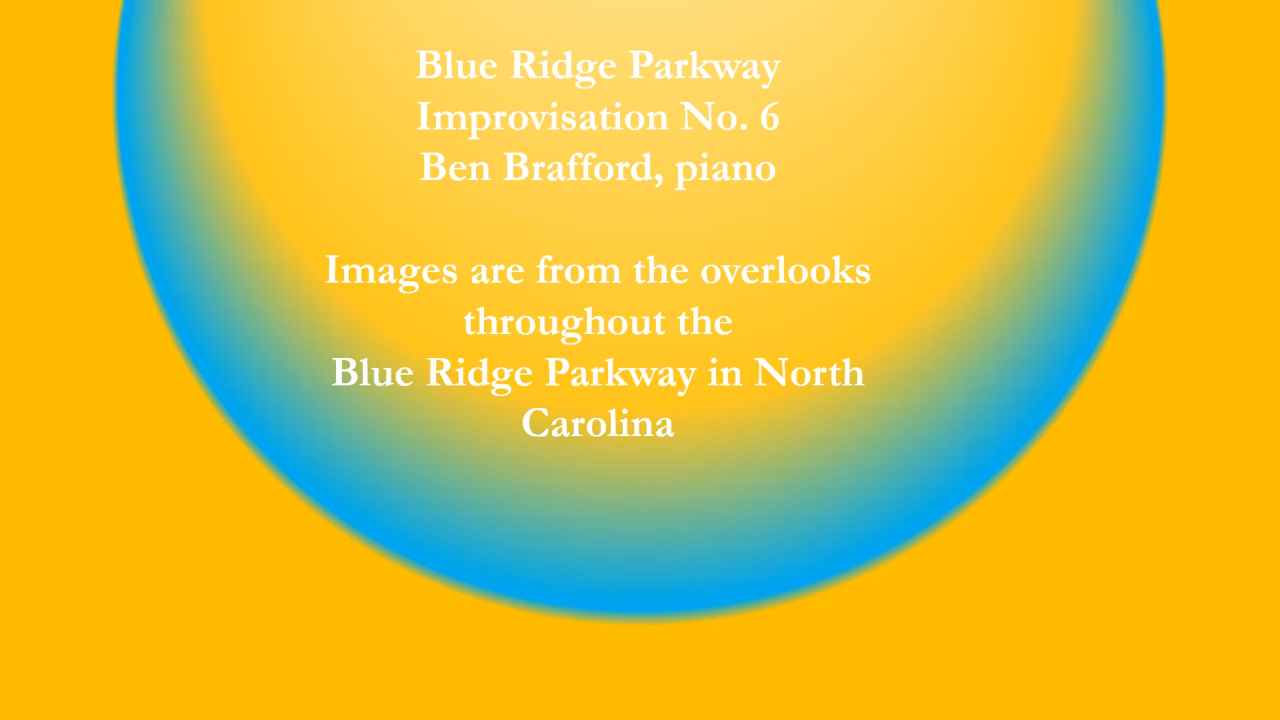 Blue Ridge Parkway
Improvisation No. 6
Ben Brafford, piano
Images are from the overlooks
throughout the
Blue Ridge Parkway in North
Carolina